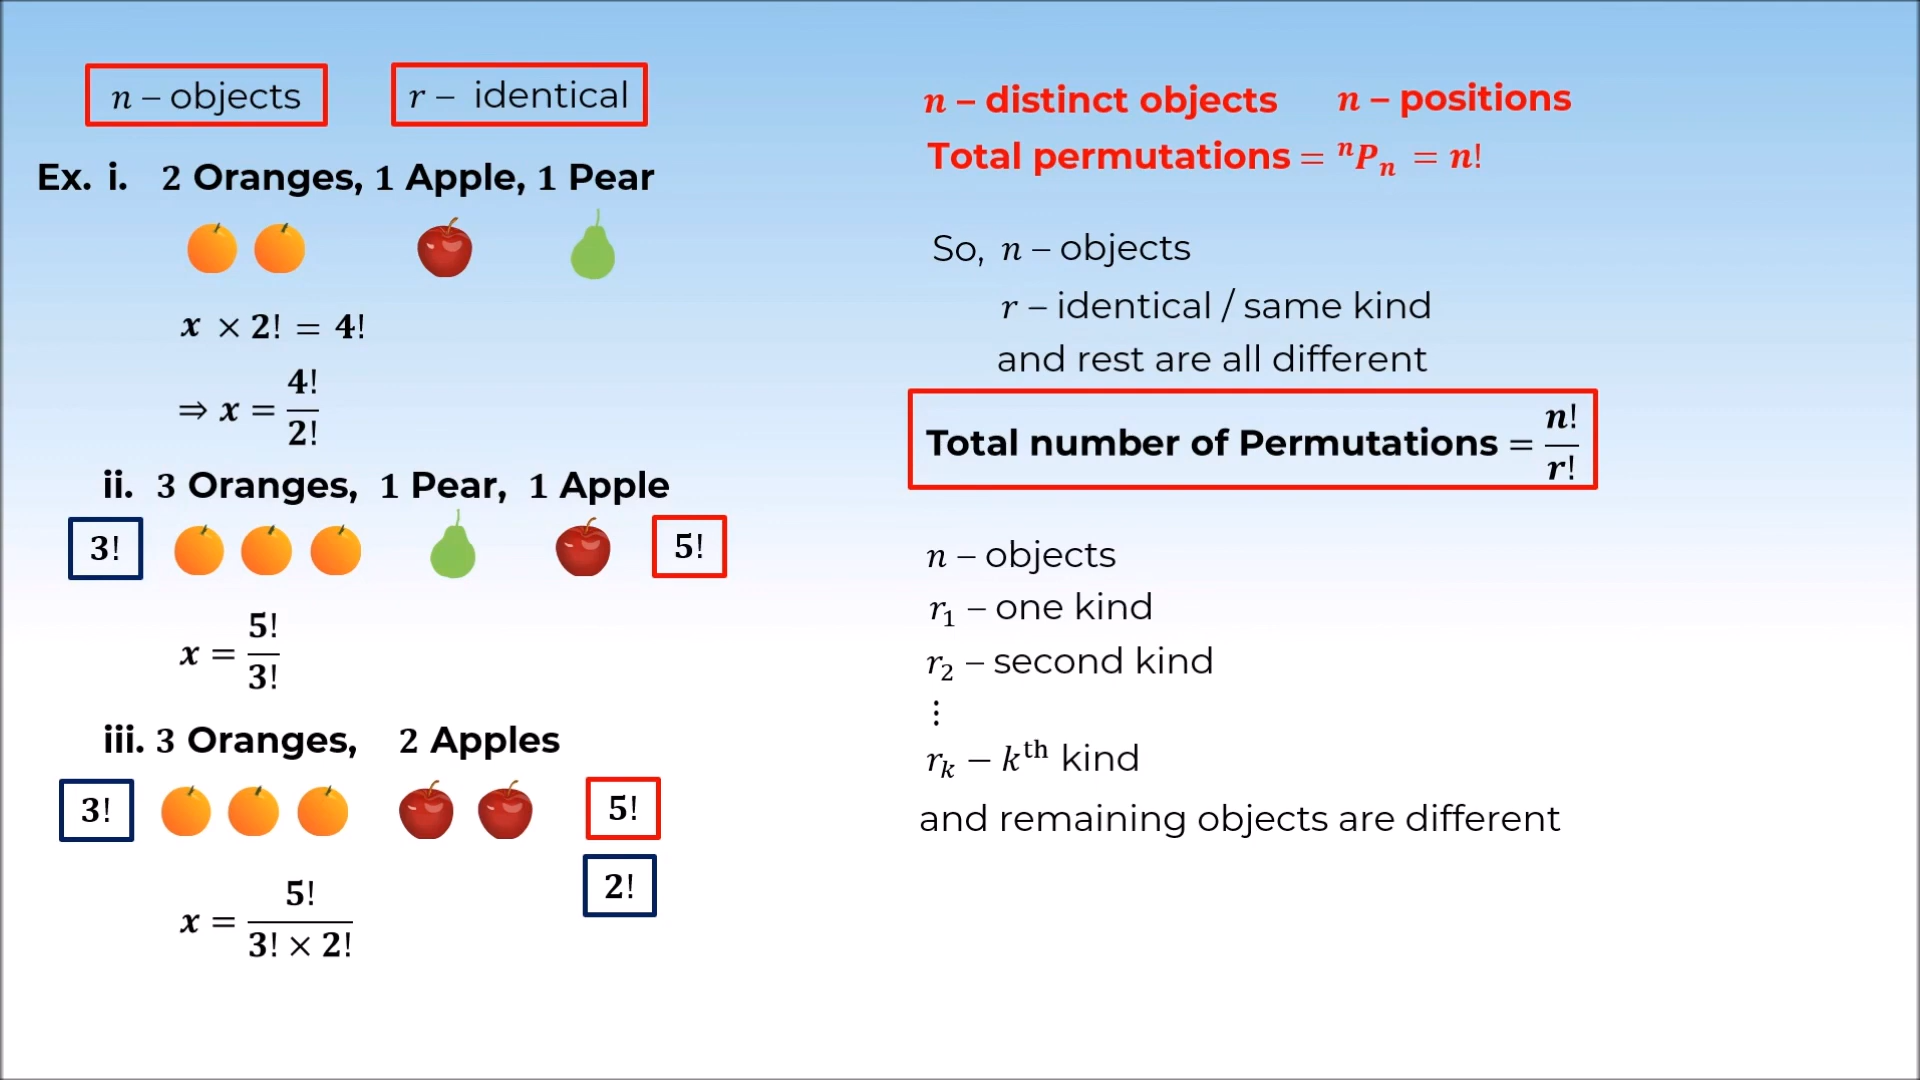 n – objects
r – identical
Ex. i. 2 Oranges, 1 Apple, 1 Pear
x × 2! = 4!
⇒ x = 4!/2!
ii. 3 Oranges, 1 Pear, 1 Apple
3!
5!
x = 5!/3!
iii. 3 Oranges, 2 Apples
3!
5!
2!
x = 5!/(3! × 2!)
n – distinct objects n – positions
Total permutations = ⁿPₙ = n!
So, n – objects
r – identical / same kind
and rest are all different
Total number of Permutations = n!/r!
n – objects
r₁ – one kind
r₂ – second kind
⋮
rₖ – kᵗʰ kind
and remaining objects are different